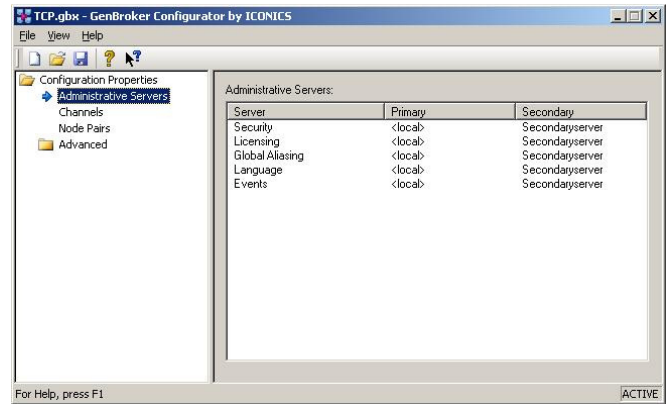 TCP.gbx - GenBroker Configurator by ICONICS
File View Help
Configuration Properties
Administrative Servers
Channels
Node Pairs
Advanced
Administrative Servers:
Server Primary Secondary
Security <local> Secondaryserver
Licensing <local> Secondaryserver
Global Aliasing <local> Secondaryserver
Language <local> Secondaryserver
Events <local> Secondaryserver
For Help, press F1 ACTIVE